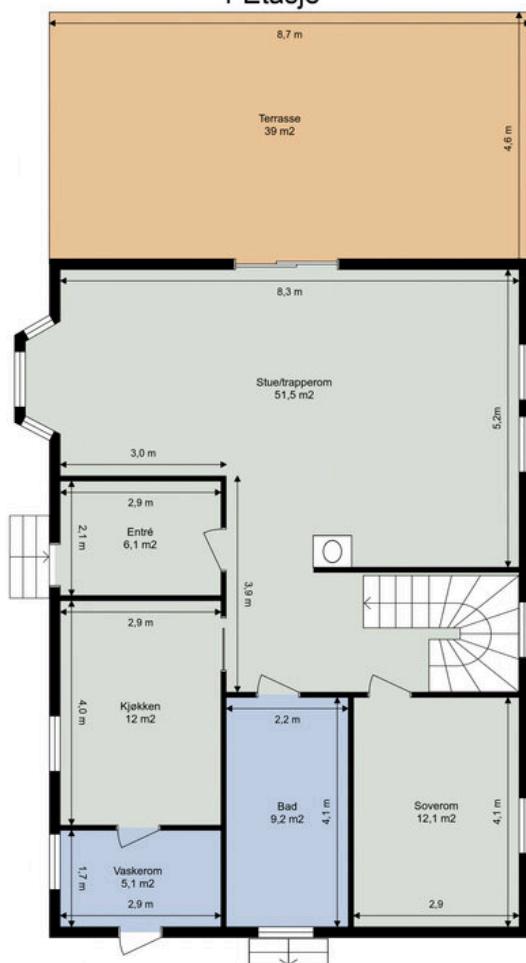 1 Etasje
8,7 m
Terrasse
39 m2
4,6 m
8,3 m
Stue/trapperom
51,5 m2
5,2m
3,0 m
2,9 m
2,1 m
Entré
6,1 m2
3,9 m
2,9 m
4,0 m
Kjøkken
12 m2
2,2 m
Bad
9,2 m2
4,1 m
Soverom
12,1 m2
4,1 m
1,7 m
Vaskerom
5,1 m2
2,9 m
2,9